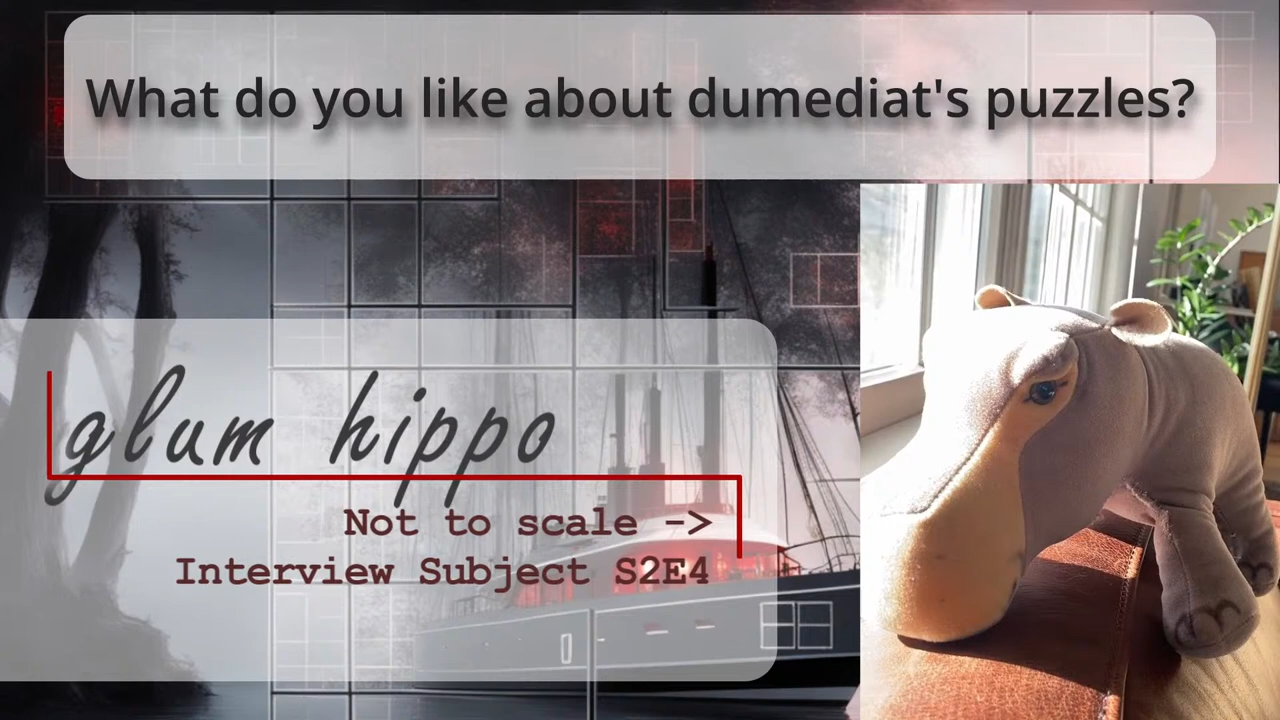 What do you like about dumediat's puzzles?
glum hippo
Not to scale ->
Interview Subject S2E4